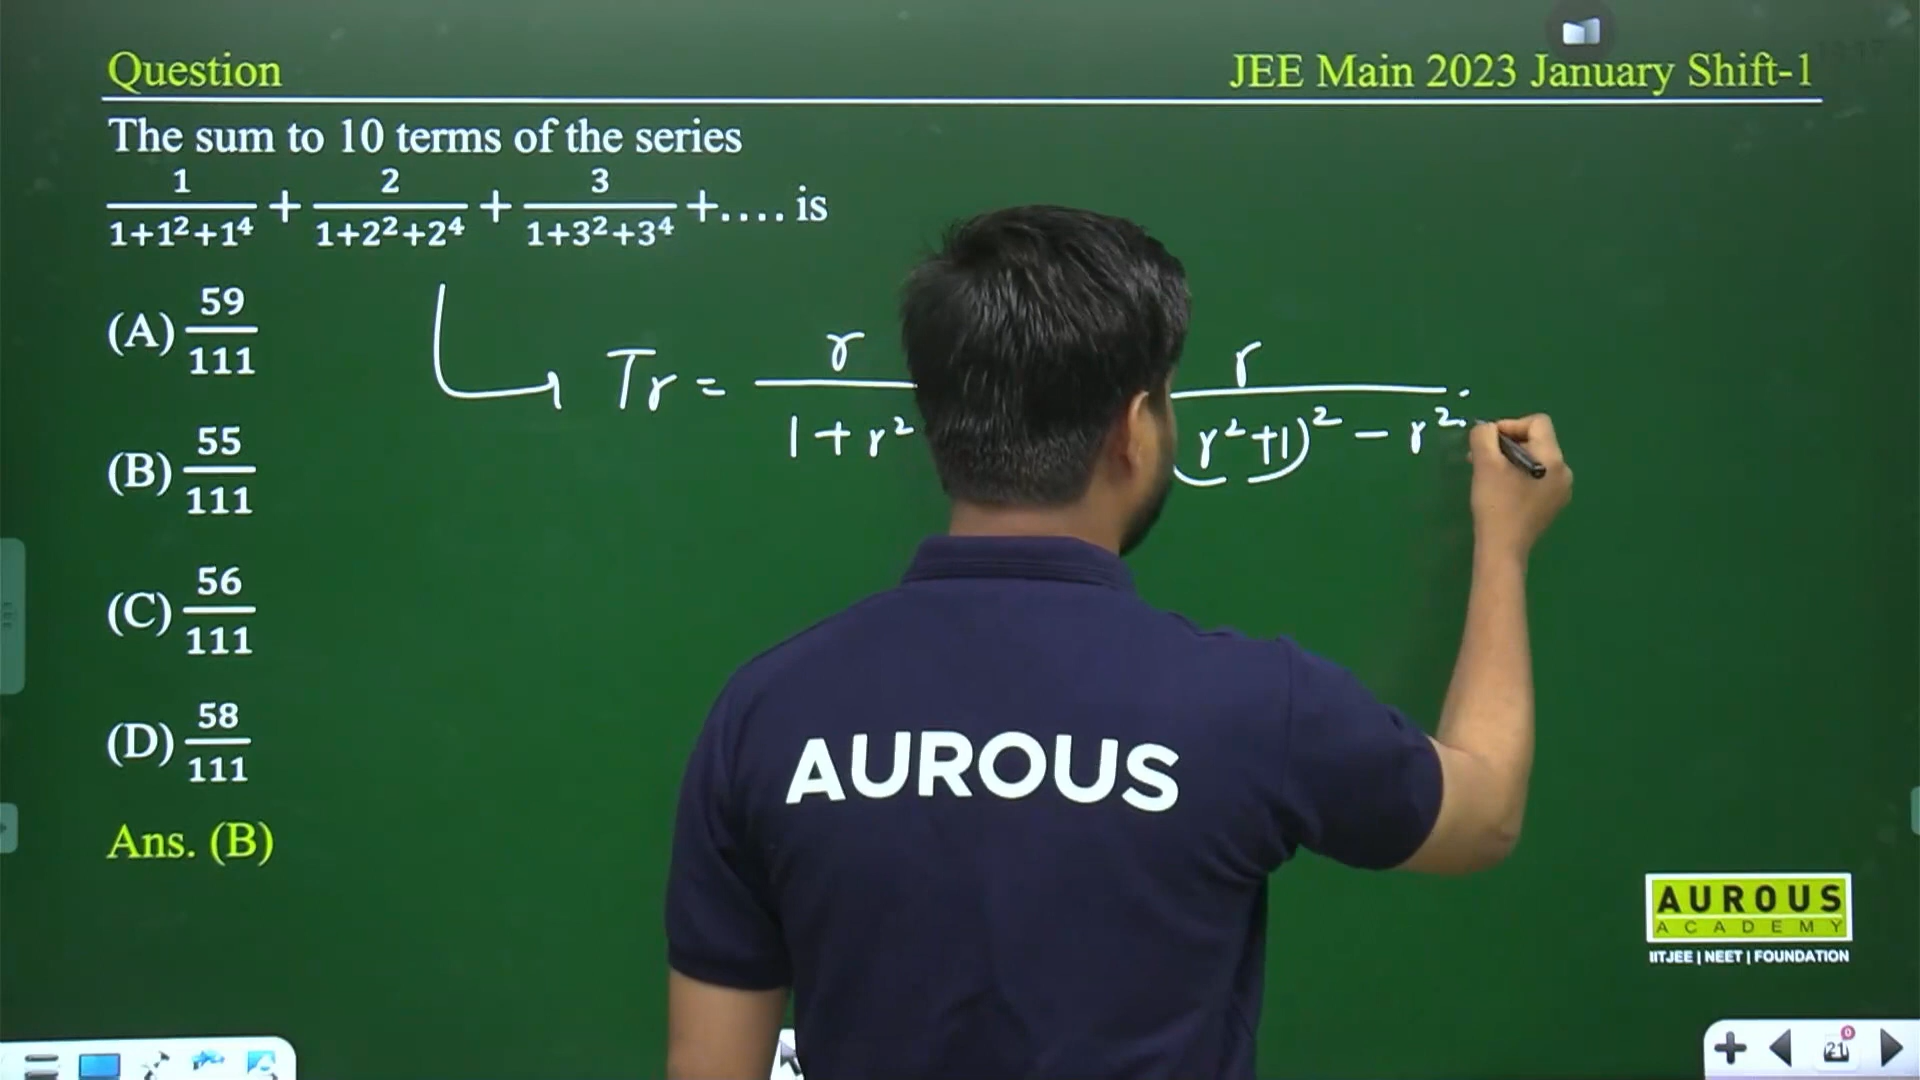 Question
JEE Main 2023 January Shift-1
The sum to 10 terms of the series
1/(1+1²+1⁴) + 2/(1+2²+2⁴) + 3/(1+3²+3⁴) +.... is
(A) 59/111
(B) 55/111
(C) 56/111
(D) 58/111
Ans. (B)
Tr = r/(1 + r² r/((r²+1)² − r²
AUROUS
AUROUS
ACADEMY
IITJEE | NEET | FOUNDATION
21
0